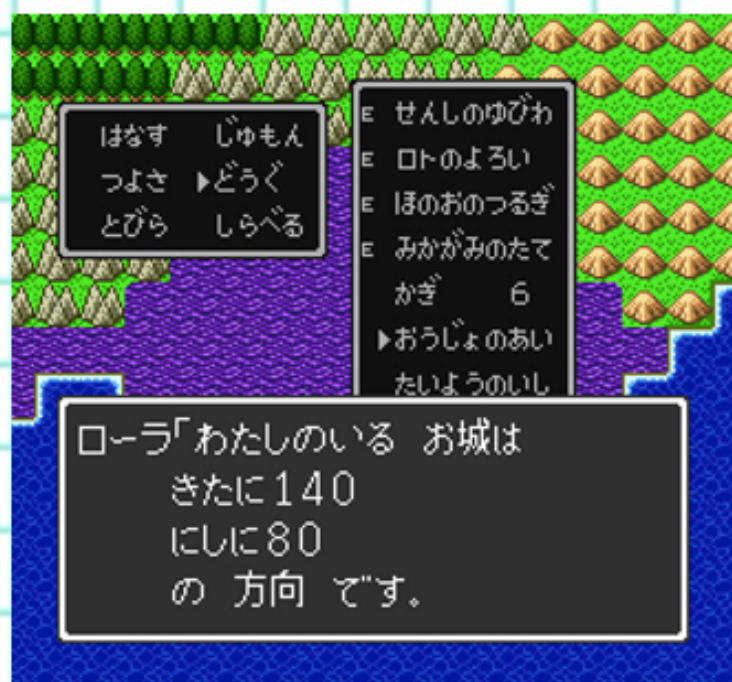 はなす じゅもん
つよさ ▶どうぐ
とびら しらべる
E せんしのゆびわ
E ロトのよろい
E ほのおのつるぎ
E みかがみのたて
かぎ 6
▶おうじょのあい
たいようのいし
ローラ「わたしのいる お城は
きたに140
にしに80
の 方向 です。